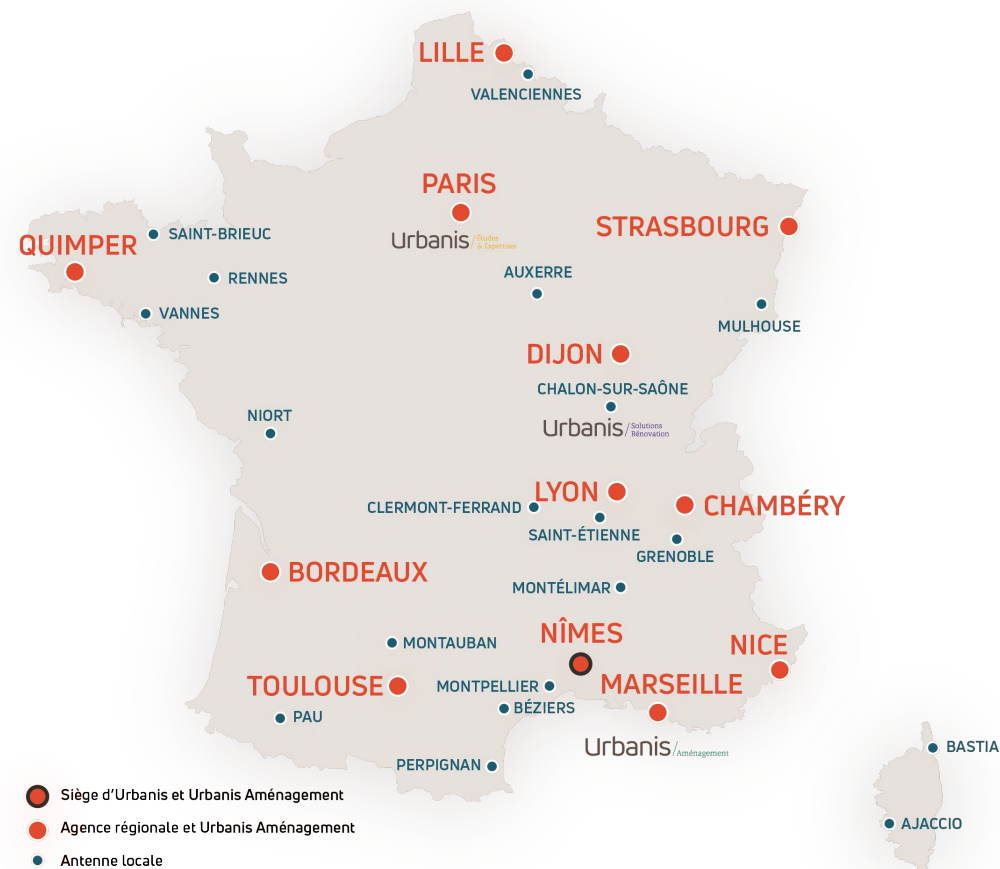 LILLE
VALENCIENNES
PARIS
Urbanis / Études
& Expertises
STRASBOURG
QUIMPER
SAINT-BRIEUC
RENNES
VANNES
AUXERRE
MULHOUSE
DIJON
CHALON-SUR-SAÔNE
Urbanis / Solutions
Rénovation
NIORT
LYON
CLERMONT-FERRAND
CHAMBÉRY
SAINT-ÉTIENNE
GRENOBLE
BORDEAUX
MONTÉLIMAR
NÎMES
MONTAUBAN
NICE
TOULOUSE
MONTPELLIER
MARSEILLE
BÉZIERS
PAU
Urbanis / Aménagement
BASTIA
PERPIGNAN
AJACCIO
Siège d'Urbanis et Urbanis Aménagement
Agence régionale et Urbanis Aménagement
Antenne locale